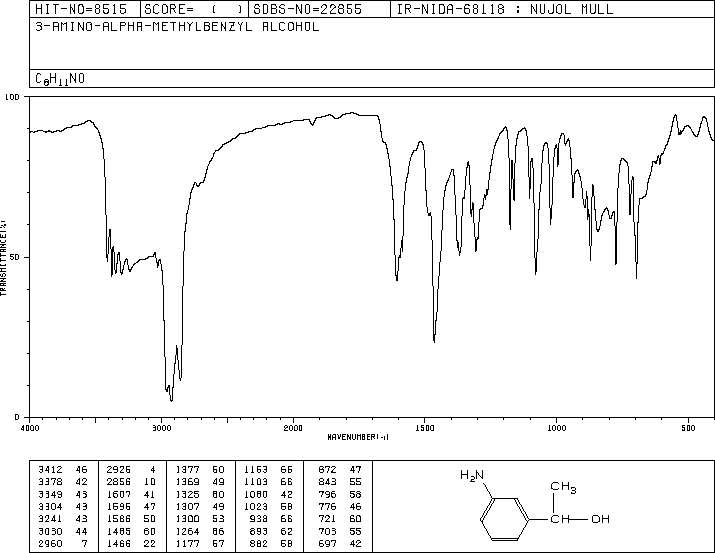 HIT-NO=8515 SCORE= ( ) SDBS-NO=22855 IR-NIDA-68118 : NUJOL MULL
3-AMINO-ALPHA-METHYLBENZYL ALCOHOL
C8H11NO
100
50
0
TRANSMITTANCE(%)
4000 3000 2000 1500 1000 500
WAVENUMBER(-1)
3412 46 2925 4 1377 60 1163 66 872 47
3378 42 2856 10 1369 49 1103 66 843 55
3349 43 1607 41 1325 60 1080 42 796 58
3304 43 1596 47 1307 49 1023 58 776 46
3241 43 1586 50 1300 53 938 66 721 60
3030 44 1485 60 1264 66 893 62 703 55
2960 7 1466 22 1177 57 882 58 697 42
H2N
CH3
CH
OH